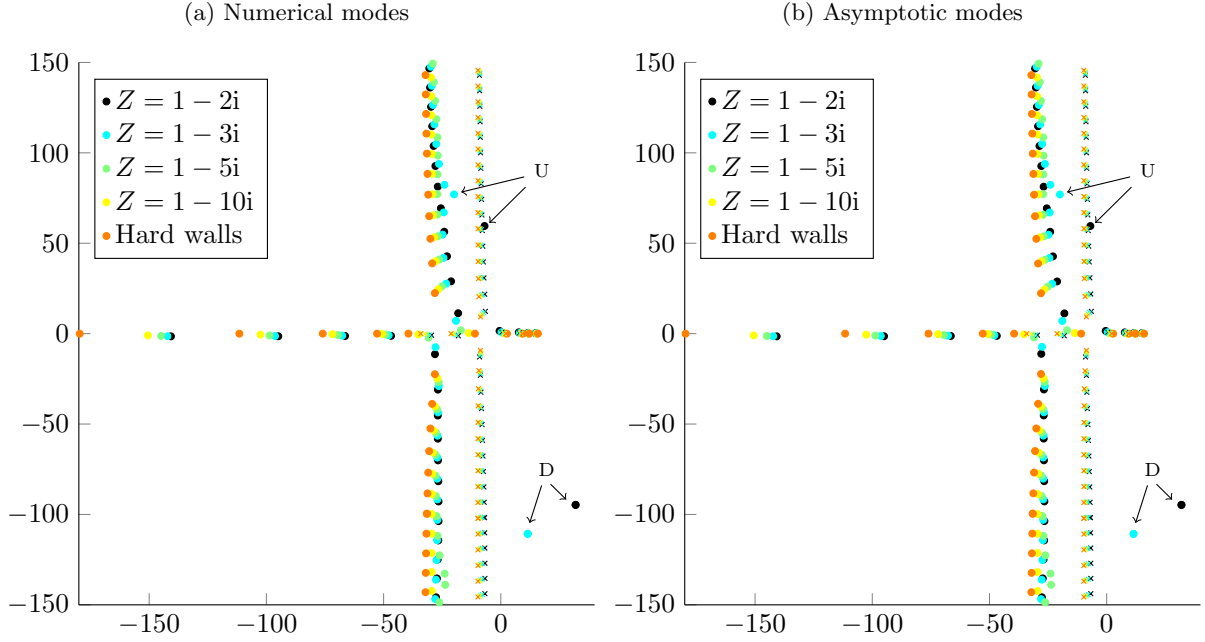 (a) Numerical modes
150
100
50
0
−50
−100
−150
−150
−100
−50
0
Z = 1 − 2i
Z = 1 − 3i
Z = 1 − 5i
Z = 1 − 10i
Hard walls
U
D
(b) Asymptotic modes
150
100
50
0
−50
−100
−150
−150
−100
−50
0
Z = 1 − 2i
Z = 1 − 3i
Z = 1 − 5i
Z = 1 − 10i
Hard walls
U
D